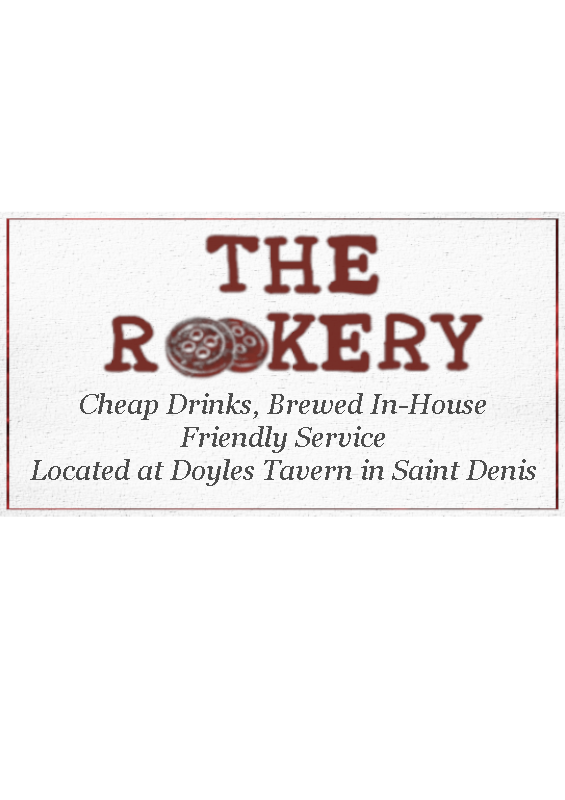 THE
ROOKERY
Cheap Drinks, Brewed In-House
Friendly Service
Located at Doyles Tavern in Saint Denis